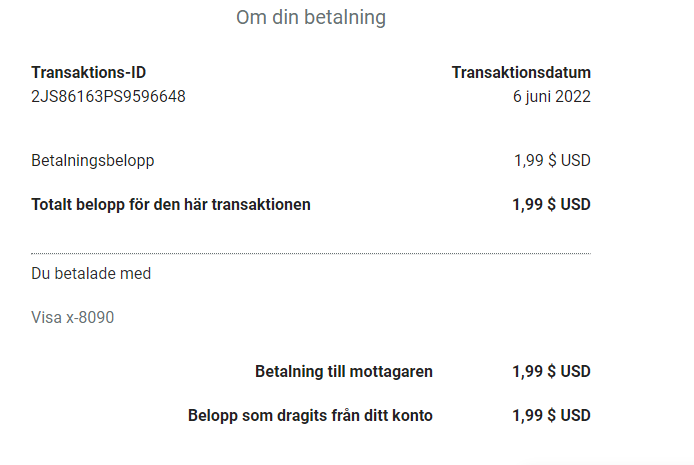 Om din betalning
Transaktions-ID Transaktionsdatum
2JS86163PS9596648 6 juni 2022
Betalningsbelopp 1,99 $ USD
Totalt belopp för den här transaktionen 1,99 $ USD
Du betalade med
Visa x-8090
Betalning till mottagaren 1,99 $ USD
Belopp som dragits från ditt konto 1,99 $ USD